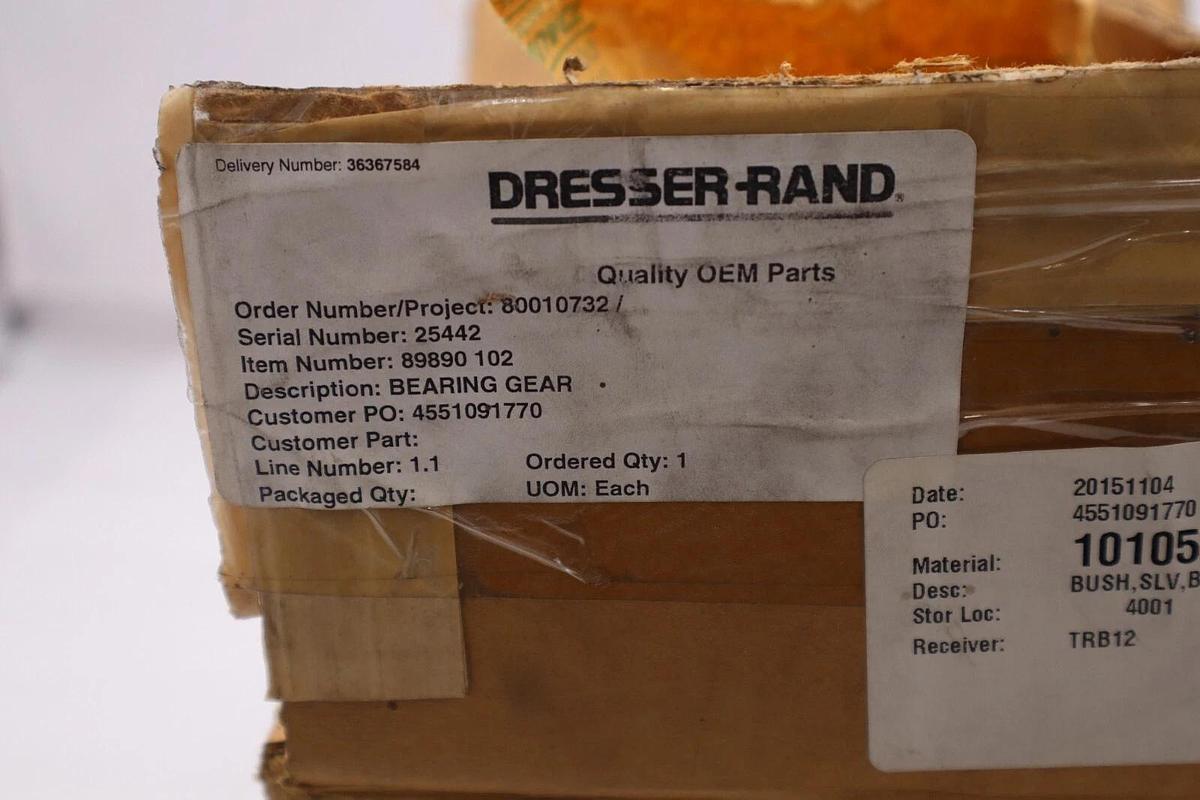 Delivery Number: 36367584
DRESSER-RAND®
Quality OEM Parts
Order Number/Project: 80010732 /
Serial Number: 25442
Item Number: 89890 102
Description: BEARING GEAR
Customer PO: 4551091770
Customer Part:
Line Number: 1.1 Ordered Qty: 1
Packaged Qty: UOM: Each
Date: 20151104
PO: 4551091770
Material: 10105
Desc: BUSH,SLV,B
Stor Loc: 4001
Receiver: TRB12